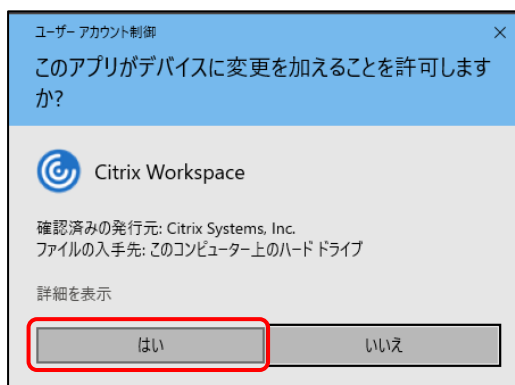 ユーザー アカウント制御
このアプリがデバイスに変更を加えることを許可します
か?
Citrix Workspace
確認済みの発行元: Citrix Systems, Inc.
ファイルの入手先: このコンピューター上のハード ドライブ
詳細を表示
はい
いいえ